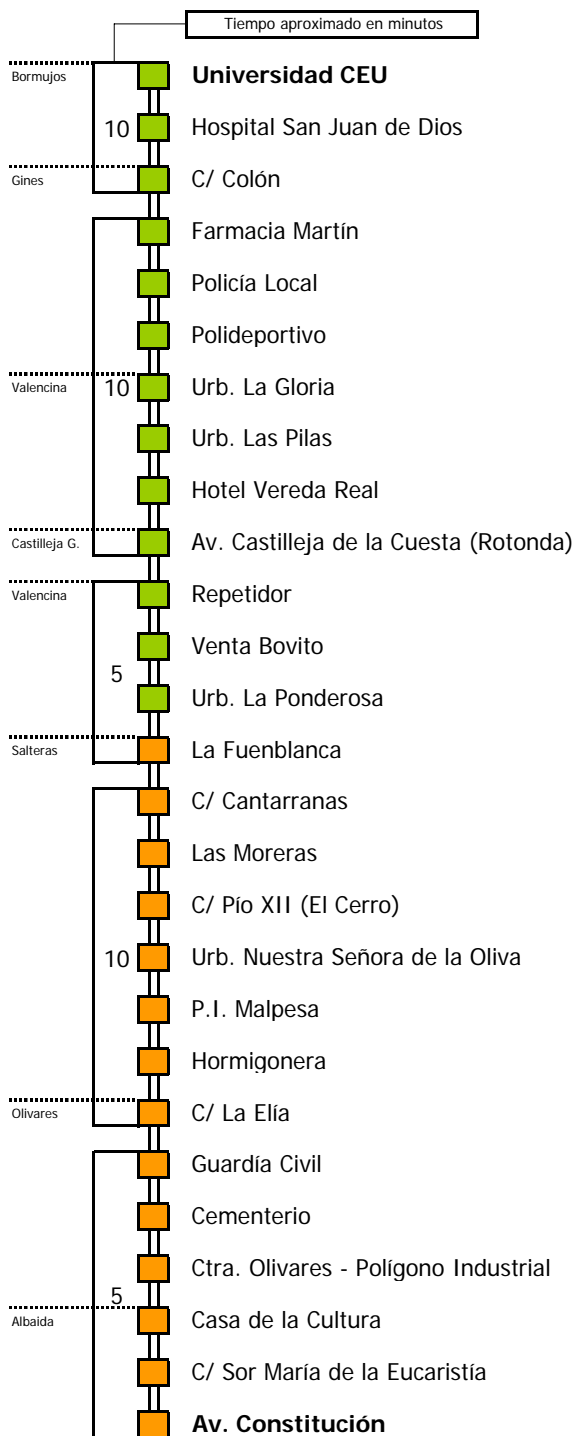 Tiempo aproximado en minutos
Bormujos
Universidad CEU
10
Hospital San Juan de Dios
Gines
C/ Colón
Farmacia Martín
Policía Local
Polideportivo
Valencina
10
Urb. La Gloria
Urb. Las Pilas
Hotel Vereda Real
Castilleja G.
Av. Castilleja de la Cuesta (Rotonda)
Valencina
Repetidor
Venta Bovito
5
Urb. La Ponderosa
Salteras
La Fuenblanca
C/ Cantarranas
Las Moreras
C/ Pío XII (El Cerro)
10
Urb. Nuestra Señora de la Oliva
P.I. Malpesa
Hormigonera
Olivares
C/ La Elía
Guardía Civil
Cementerio
Ctra. Olivares - Polígono Industrial
5
Albaida
Casa de la Cultura
C/ Sor María de la Eucaristía
Av. Constitución